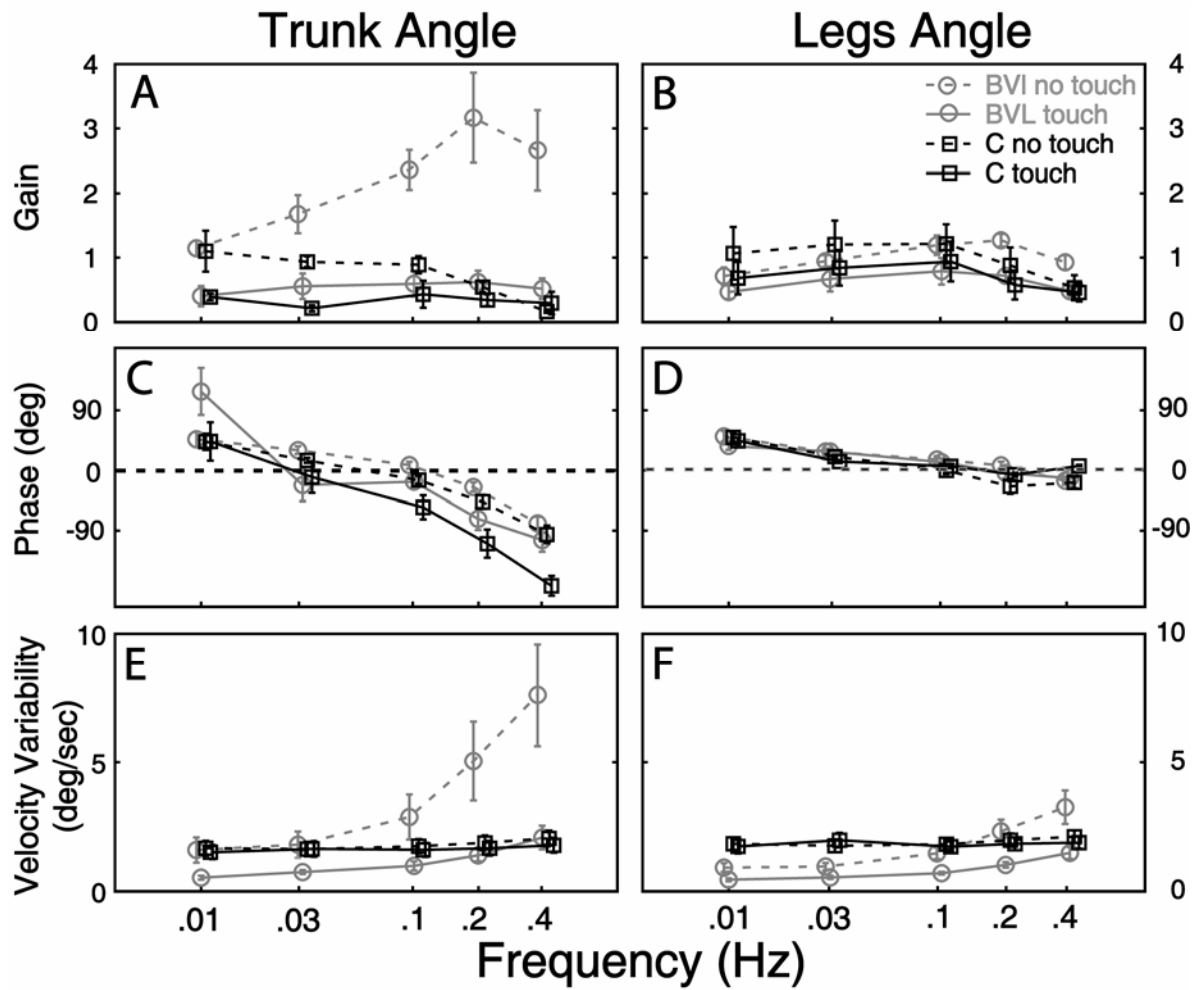 Trunk Angle
Legs Angle
A
B
BVl no touch
BVL touch
C no touch
C touch
Gain
4
3
2
1
0
4
3
2
1
0
C
D
Phase (deg)
90
0
-90
90
0
-90
E
F
Velocity Variability
(deg/sec)
10
5
0
10
5
0
.01 .03 .1 .2 .4
.01 .03 .1 .2 .4
Frequency (Hz)